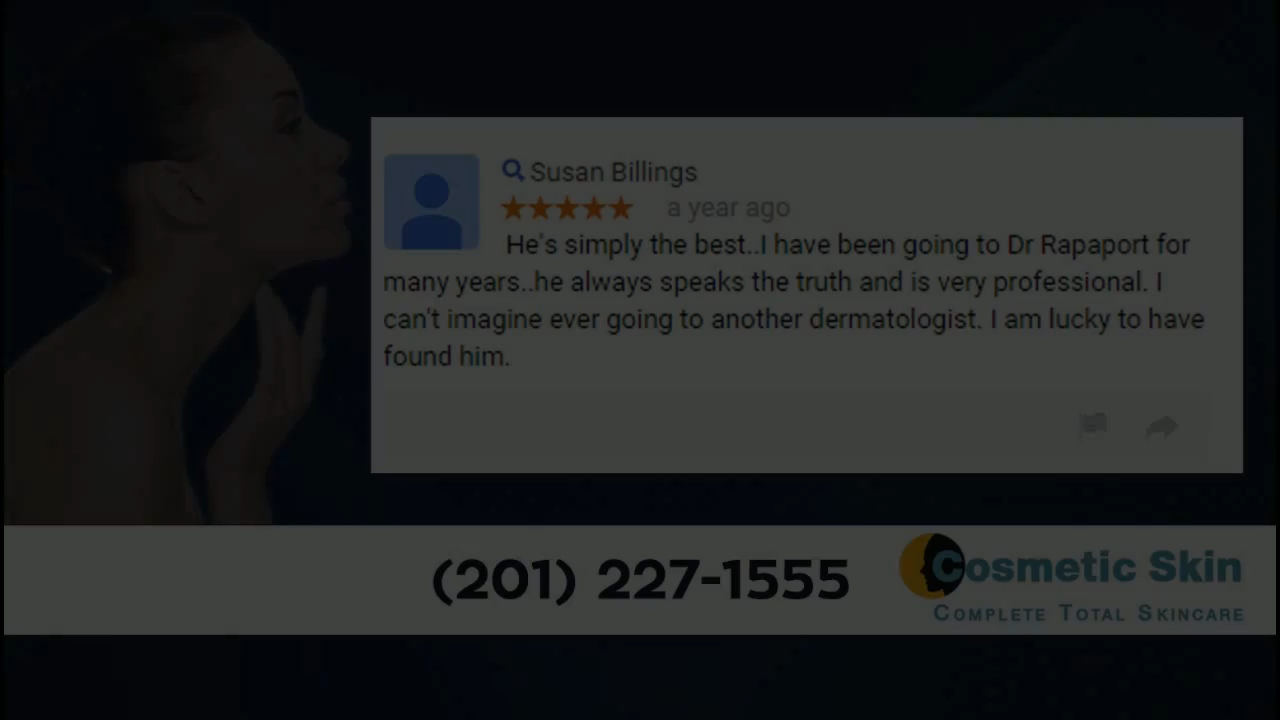 Susan Billings
a year ago
He's simply the best..I have been going to Dr Rapaport for
many years..he always speaks the truth and is very professional. I
can't imagine ever going to another dermatologist. I am lucky to have
found him.
(201) 227-1555
Cosmetic Skin
COMPLETE TOTAL SKINCARE